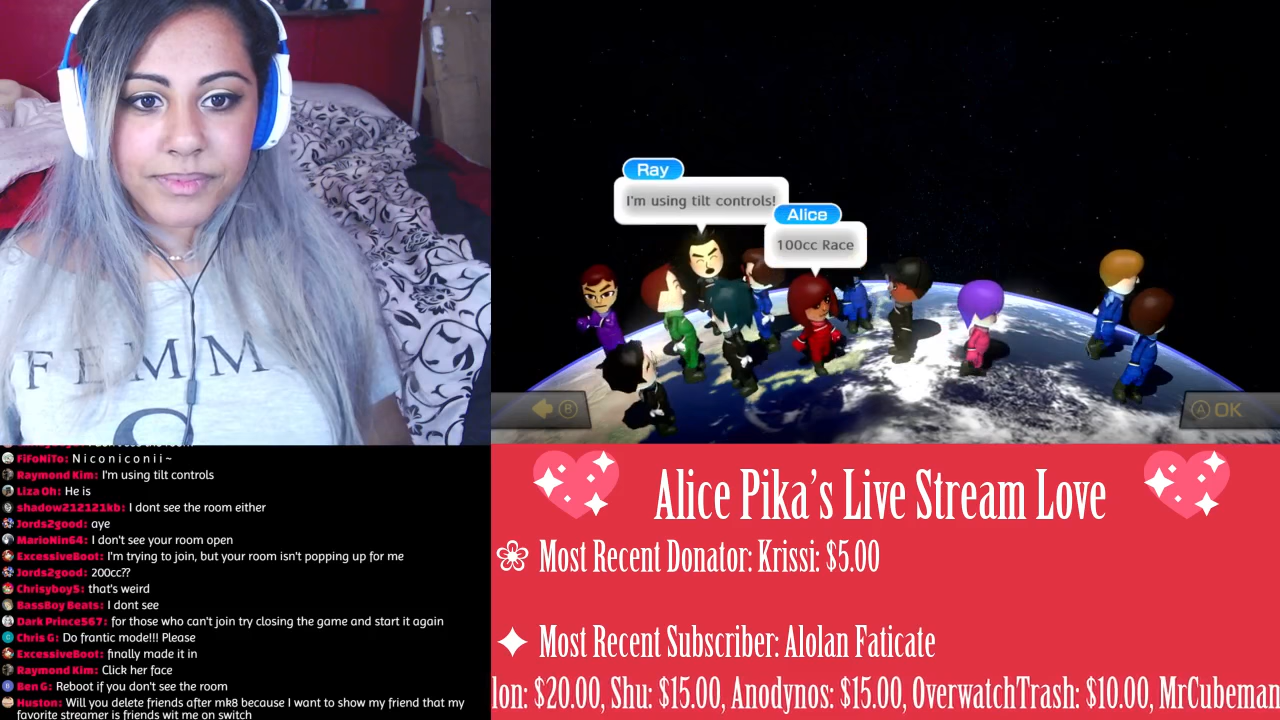 FEMM
Ray
I'm using tilt controls!
Alice
100cc Race
B
A OK
FiFoNiTo: N i c o n i c o n i i ~
Raymond Kim: I'm using tilt controls
Liza Oh: He is
shadow212121kb: I dont see the room either
Jords2good: aye
MarioNin64: I don't see your room open
ExcessiveBoot: I'm trying to join, but your room isn't popping up for me
Jords2good: 200cc??
ChrisyboyS: that's weird
BassBoy Beats: I dont see
Dark Prince567: for those who can't join try closing the game and start it again
Chris G: Do frantic mode!!! Please
ExcessiveBoot: finally made it in
Raymond Kim: Click her face
Ben G: Reboot if you don't see the room
Huston: Will you delete friends after mk8 because I want to show my friend that my
favorite streamer is friends wit me on switch
Alice Pika's Live Stream Love
Most Recent Donator: Krissi: $5.00
Most Recent Subscriber: Alolan Faticate
lon: $20.00, Shu: $15.00, Anodynos: $15.00, OverwatchTrash: $10.00, MrCubeman